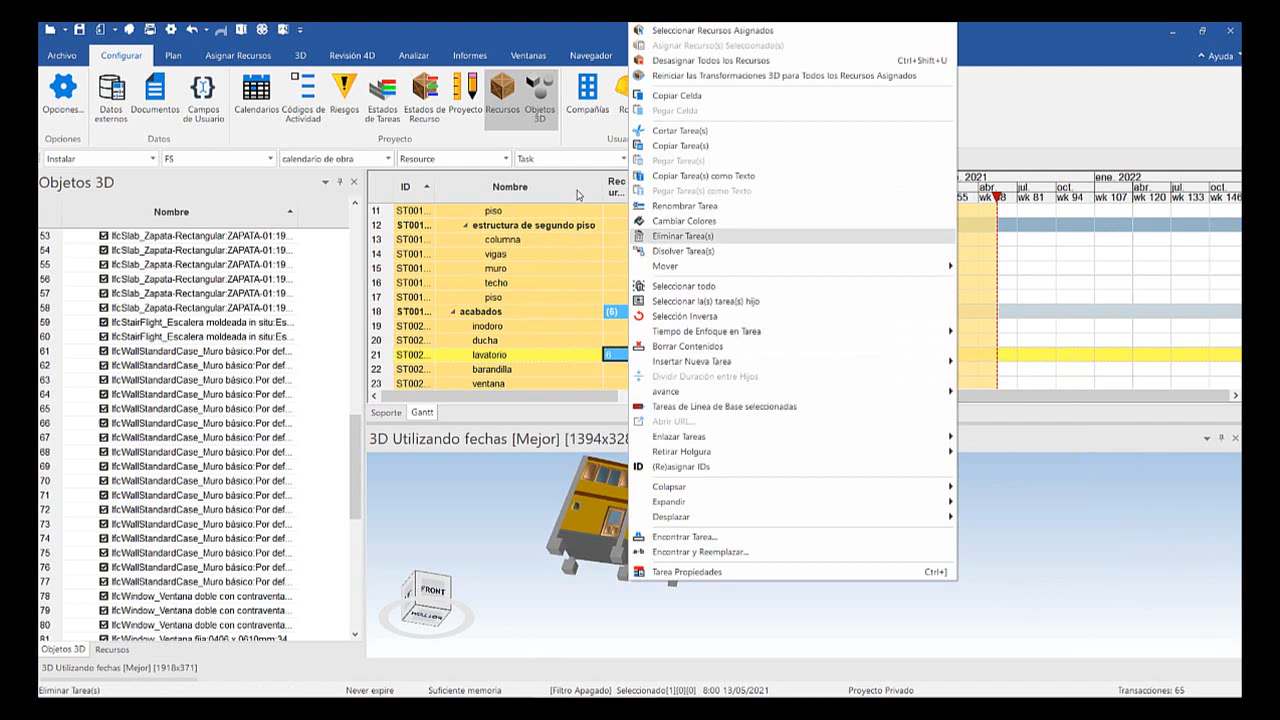 Archivo Configurar Plan Asignar Recursos 3D Revisión 4D Analizar Informes Ventanas Navegador
Ayuda
Opciones...
Datos externos
Documentos
Campos de Usuario
Calendarios
Códigos de Actividad
Riesgos
Estados de Tareas
Estados de Recurso
Proyecto
Recursos
Objetos 3D
Compañías
Opciones Datos Proyecto
Instalar FS calendario de obra Resource Task
Objetos 3D
Nombre
53 IfcSlab_Zapata-Rectangular:ZAPATA-01:19...
54 IfcSlab_Zapata-Rectangular:ZAPATA-01:19...
55 IfcSlab_Zapata-Rectangular:ZAPATA-01:19...
56 IfcSlab_Zapata-Rectangular:ZAPATA-01:19...
57 IfcSlab_Zapata-Rectangular:ZAPATA-01:19...
58 IfcSlab_Zapata-Rectangular:ZAPATA-01:19...
59 IfcStairFlight_Escalera moldeada in situ:Es...
60 IfcStairFlight_Escalera moldeada in situ:Es...
61 IfcWallStandardCase_Muro básico:Por def...
62 IfcWallStandardCase_Muro básico:Por def...
63 IfcWallStandardCase_Muro básico:Por def...
64 IfcWallStandardCase_Muro básico:Por def...
65 IfcWallStandardCase_Muro básico:Por def...
66 IfcWallStandardCase_Muro básico:Por def...
67 IfcWallStandardCase_Muro básico:Por def...
68 IfcWallStandardCase_Muro básico:Por def...
69 IfcWallStandardCase_Muro básico:Por def...
70 IfcWallStandardCase_Muro básico:Por def...
71 IfcWallStandardCase_Muro básico:Por def...
72 IfcWallStandardCase_Muro básico:Por def...
73 IfcWallStandardCase_Muro básico:Por def...
74 IfcWallStandardCase_Muro básico:Por def...
75 IfcWallStandardCase_Muro básico:Por def...
76 IfcWallStandardCase_Muro básico:Por def...
77 IfcWallStandardCase_Muro básico:Por def...
78 IfcWindow_Ventana doble con contraventa...
79 IfcWindow_Ventana doble con contraventa...
80 IfcWindow_Ventana doble con contraventa...
81 IfcWindow_Ventana fija:0406 x 0610mm:34
Objetos 3D Recursos
ID Nombre Rec ur...
11 ST001... piso
12 ST001... estructura de segundo piso
13 ST001... columna
14 ST001... vigas
15 ST001... muro
16 ST001... techo
17 ST001... piso
18 ST001... acabados (6)
19 ST002... inodoro
20 ST002... ducha
21 ST002... lavatorio 6
22 ST002... barandilla
23 ST002... ventana
Soporte Gantt
3D Utilizando fechas [Mejor] [1394x328
FRONT
BOTTOM
Seleccionar Recursos Asignados
Asignar Recurso(s) Seleccionado(s)
Desasignar Todos los Recursos Ctrl+Shift+U
Reiniciar las Transformaciones 3D para Todos los Recursos Asignados
Copiar Celda
Pegar Celda
Cortar Tarea(s)
Copiar Tarea(s)
Pegar Tarea(s)
Copiar Tarea(s) como Texto
Pegar Tarea(s) como Texto
Renombrar Tarea
Cambiar Colores
Eliminar Tarea(s)
Disolver Tarea(s)
Mover
Seleccionar todo
Seleccionar la(s) tarea(s) hijo
Selección Inversa
Tiempo de Enfoque en Tarea
Borrar Contenidos
Insertar Nueva Tarea
Dividir Duración entre Hijos
avance
Tareas de Linea de Base seleccionadas
Abrir URL...
Enlazar Tareas
Retirar Holgura
ID (Re)asignar IDs
Colapsar
Expandir
Desplazar
Encontrar Tarea...
a-b Encontrar y Reemplazar...
Tarea Propiedades Ctrl+]
2021 ene. 2022
abr. jul. oct. abr. jul. oct.
55 wk 81 wk 94 wk 107 wk 120 wk 133 wk 146
3D Utilizando fechas [Mejor] [1918x371]
Eliminar Tarea(s) Never expire Suficiente memoria [Filtro Apagado] Seleccionado[1][0][0] 8:00 13/05/2021 Proyecto Privado Transacciones: 65